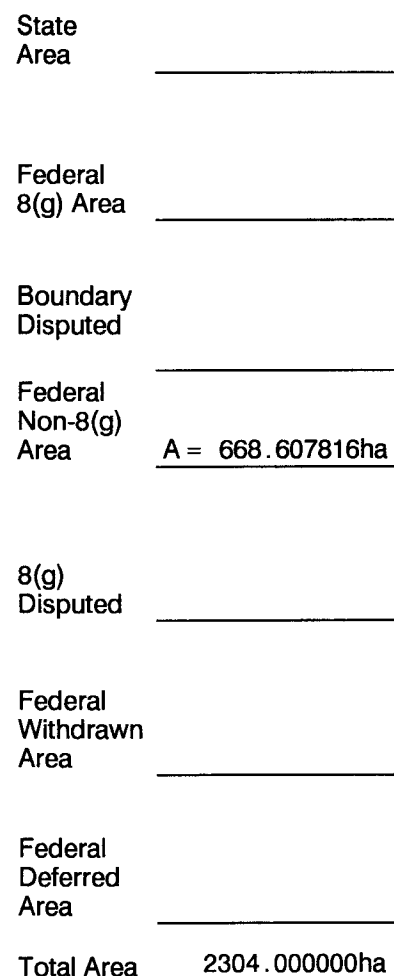 State
Area
Federal
8(g) Area
Boundary
Disputed
Federal
Non-8(g)
Area A = 668.607816ha
8(g)
Disputed
Federal
Withdrawn
Area
Federal
Deferred
Area
Total Area 2304.000000ha